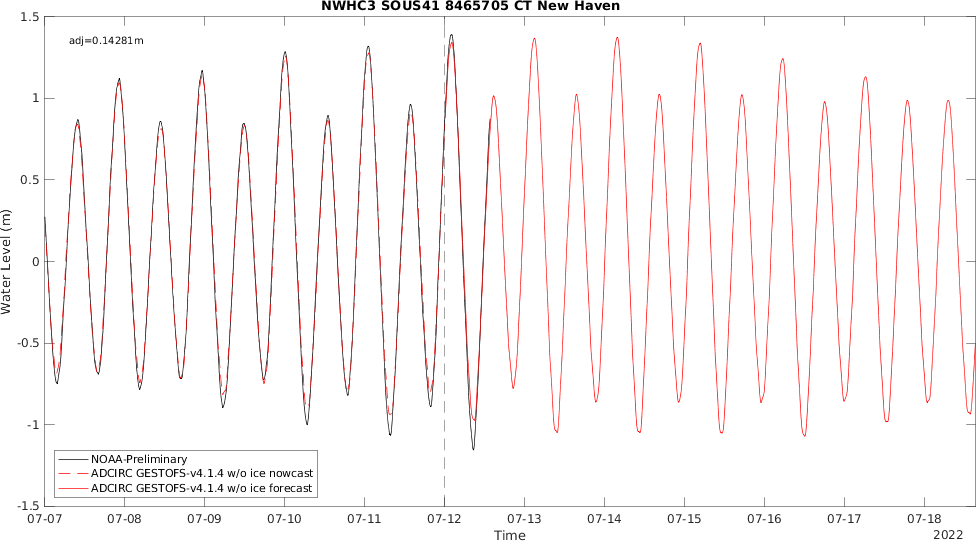 NWHC3 SOUS41 8465705 CT New Haven
1.5
adj=0.14281m
1
0.5
0
-0.5
-1
-1.5
Water Level (m)
NOAA-Preliminary
ADCIRC GESTOFS-v4.1.4 w/o ice nowcast
ADCIRC GESTOFS-v4.1.4 w/o ice forecast
07-07 07-08 07-09 07-10 07-11 07-12 07-13 07-14 07-15 07-16 07-17 07-18
Time
2022